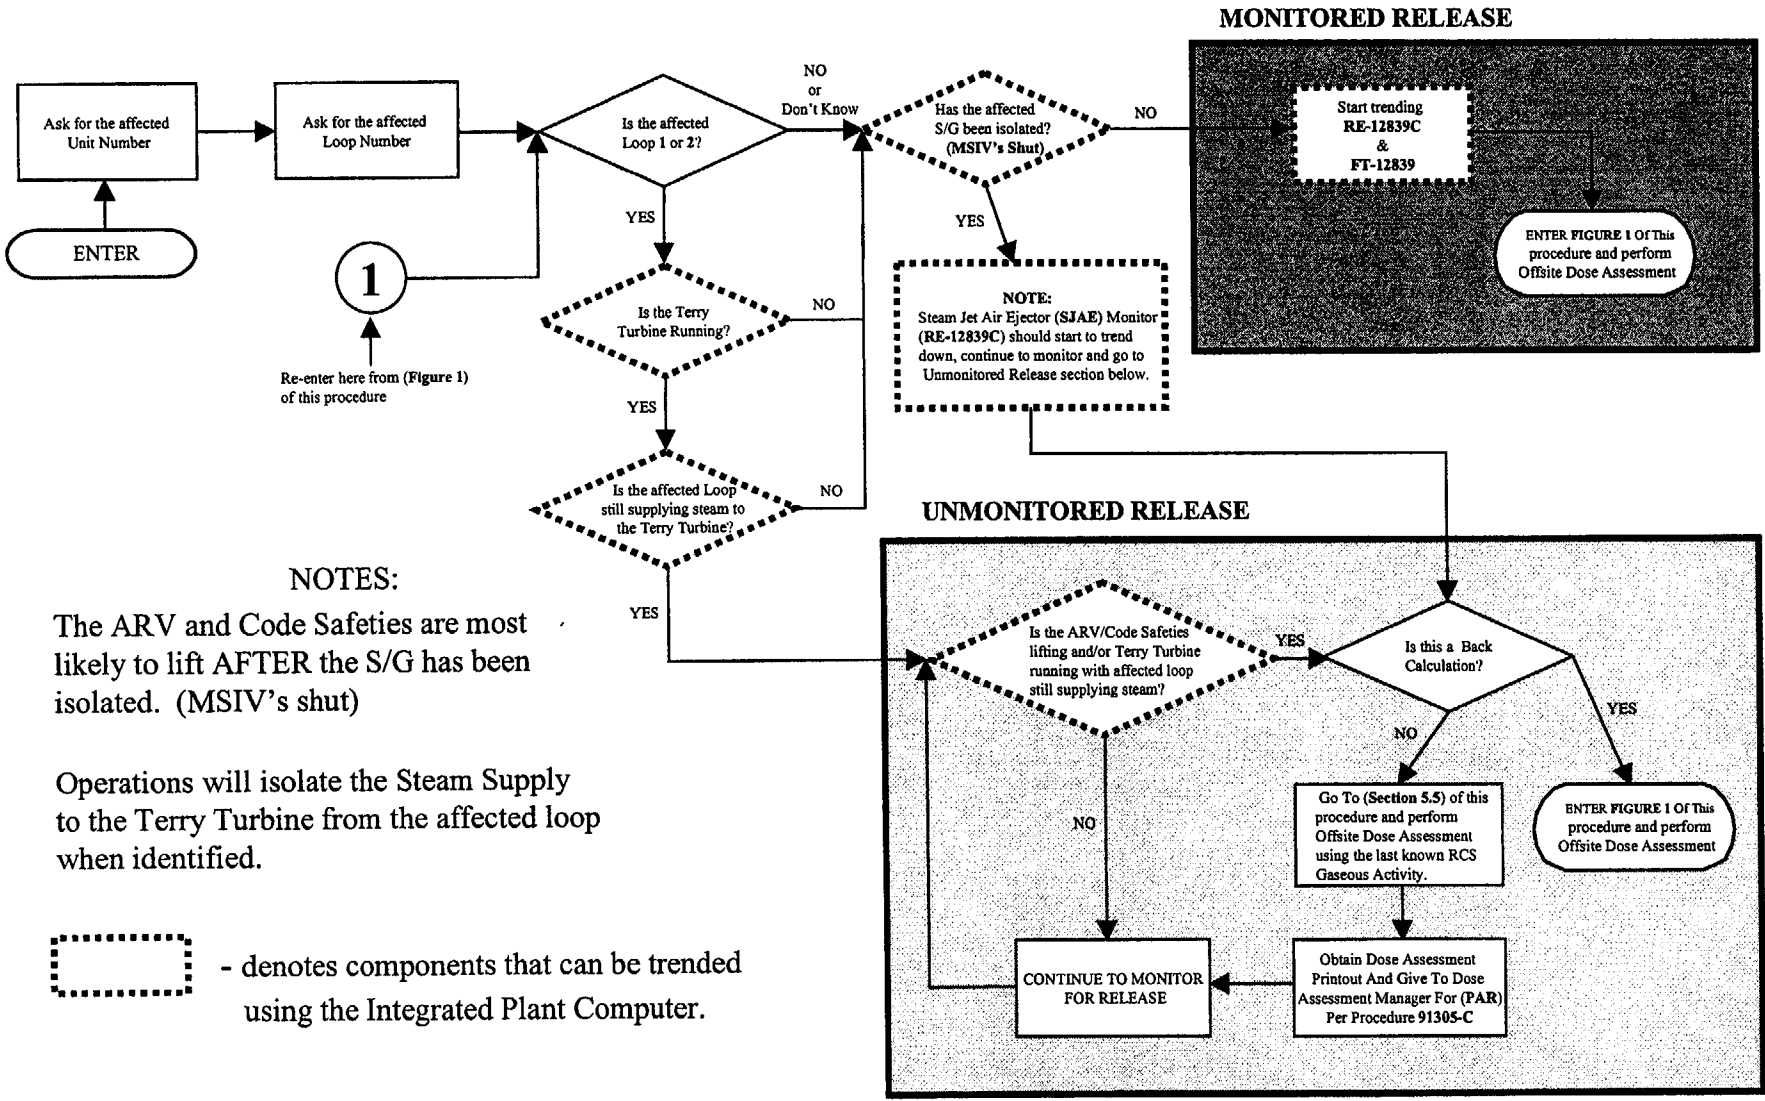 MONITORED RELEASE
Ask for the affected
Unit Number
ENTER
Ask for the affected
Loop Number
1
Re-enter here from (Figure 1)
of this procedure
Is the affected
Loop 1 or 2?
NO
or
Don't Know
YES
Is the Terry
Turbine Running?
NO
YES
Is the affected Loop
still supplying steam to
the Terry Turbine?
NO
YES
Has the affected
S/G been isolated?
(MSIV's Shut)
NO
YES
Start trending
RE-12839C
&
FT-12839
ENTER FIGURE 1 Of This
procedure and perform
Offsite Dose Assessment
NOTE:
Steam Jet Air Ejector (SJAE) Monitor
(RE-12839C) should start to trend
down, continue to monitor and go to
Unmonitored Release section below.
UNMONITORED RELEASE
Is the ARV/Code Safeties
lifting and/or Terry Turbine
running with affected loop
still supplying steam?
YES
NO
Is this a Back
Calculation?
NO
YES
Go To (Section 5.5) of this
procedure and perform
Offsite Dose Assessment
using the last known RCS
Gaseous Activity.
ENTER FIGURE 1 Of This
procedure and perform
Offsite Dose Assessment
CONTINUE TO MONITOR
FOR RELEASE
Obtain Dose Assessment
Printout And Give To Dose
Assessment Manager For (PAR)
Per Procedure 91305-C
NOTES:
The ARV and Code Safeties are most
likely to lift AFTER the S/G has been
isolated. (MSIV's shut)
Operations will isolate the Steam Supply
to the Terry Turbine from the affected loop
when identified.
- denotes components that can be trended
using the Integrated Plant Computer.